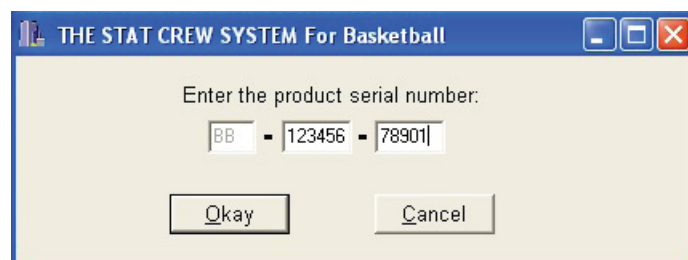 THE STAT CREW SYSTEM For Basketball
Enter the product serial number:
BB - 123456 - 78901
Okay Cancel